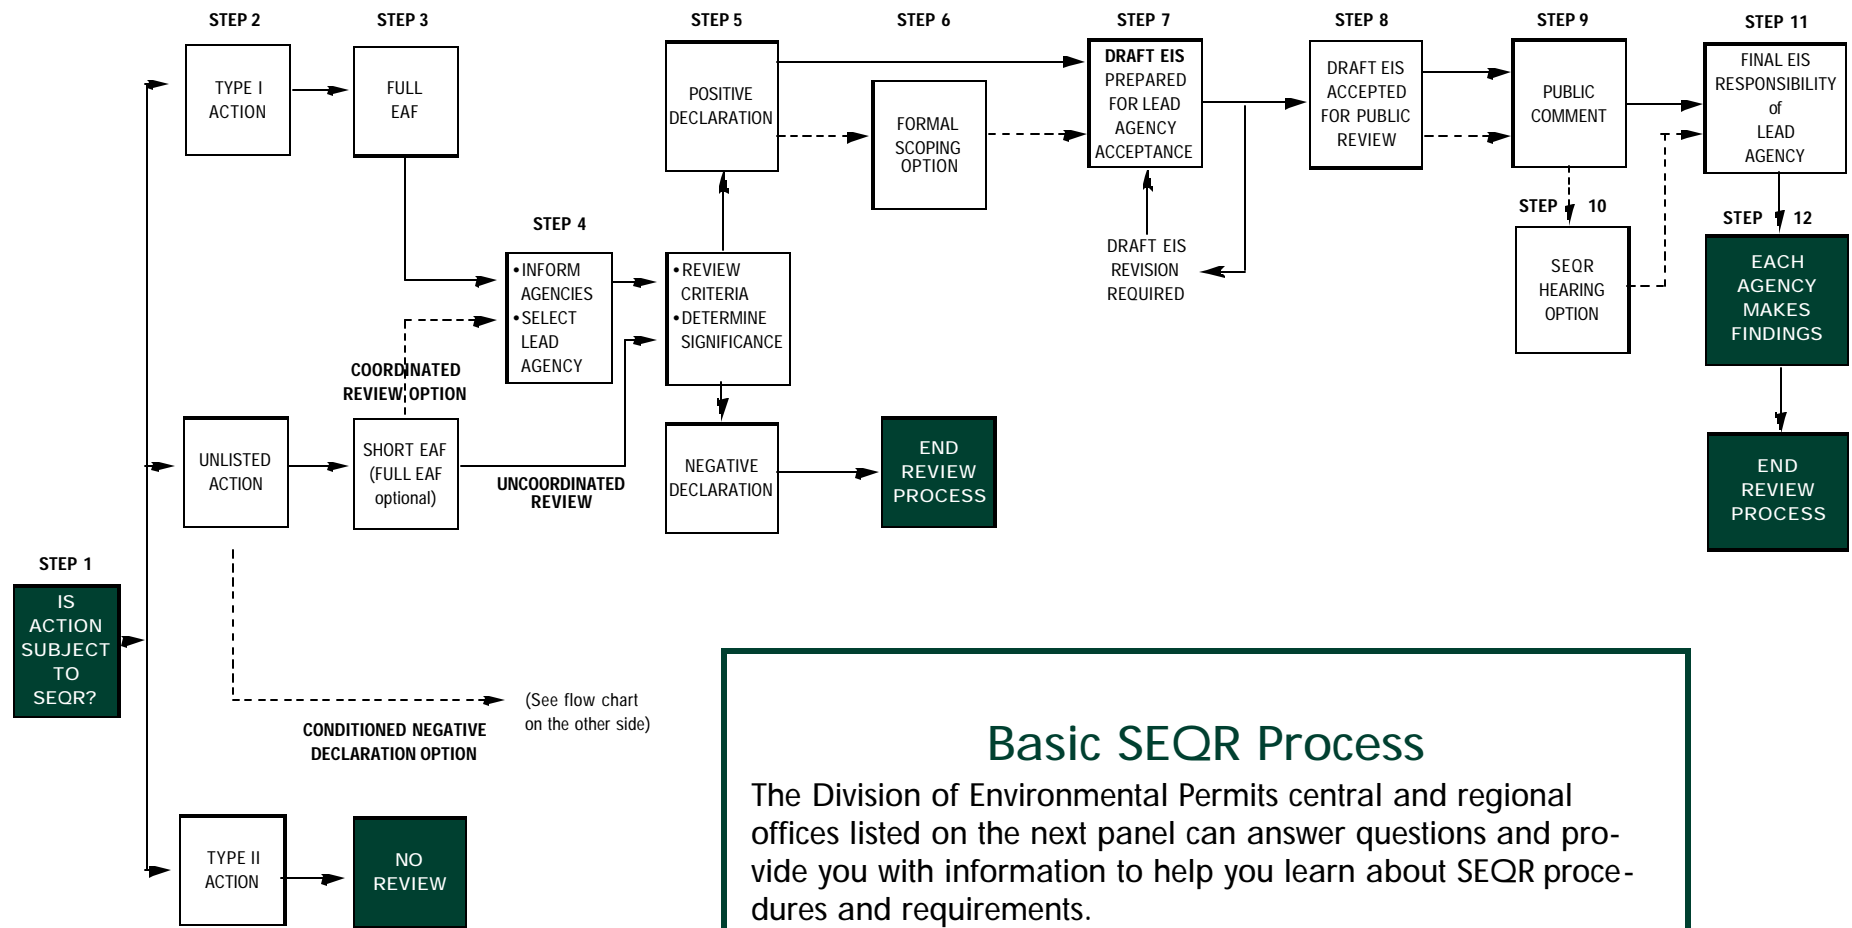 STEP 2
STEP 3
STEP 5
STEP 6
STEP 7
STEP 8
STEP 9
STEP 11
TYPE I
ACTION
FULL
EAF
POSITIVE
DECLARATION
FORMAL
SCOPING
OPTION
DRAFT EIS
PREPARED
FOR LEAD
AGENCY
ACCEPTANCE
DRAFT EIS
ACCEPTED
FOR PUBLIC
REVIEW
PUBLIC
COMMENT
FINAL EIS
RESPONSIBILITY
of
LEAD
AGENCY
STEP 4
•INFORM
AGENCIES
•SELECT
LEAD
AGENCY
•REVIEW
CRITERIA
•DETERMINE
SIGNIFICANCE
DRAFT EIS
REVISION
REQUIRED
STEP 10
SEQR
HEARING
OPTION
STEP 12
EACH
AGENCY
MAKES
FINDINGS
COORDINATED
REVIEW OPTION
UNLISTED
ACTION
SHORT EAF
(FULL EAF
optional)
UNCOORDINATED
REVIEW
NEGATIVE
DECLARATION
END
REVIEW
PROCESS
END
REVIEW
PROCESS
STEP 1
IS
ACTION
SUBJECT
TO
SEQR?
(See flow chart
on the other side)
CONDITIONED NEGATIVE
DECLARATION OPTION
TYPE II
ACTION
NO
REVIEW
Basic SEQR Process
The Division of Environmental Permits central and regional
offices listed on the next panel can answer questions and pro-
vide you with information to help you learn about SEQR proce-
dures and requirements.